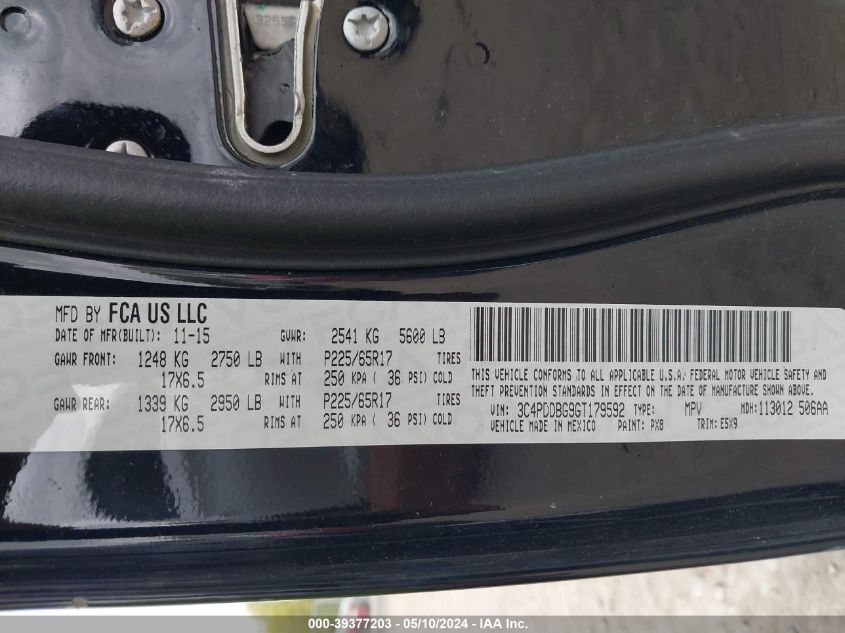 MFD BY FCA US LLC
DATE OF MFR(BUILT): 11-15 GVWR: 2541 KG 5600 LB
GAWR FRONT: 1248 KG 2750 LB WITH P225/65R17 TIRES
17X6.5 RIMS AT 250 KPA ( 36 PSI) COLD
GAWR REAR: 1339 KG 2950 LB WITH P225/65R17 TIRES
17X6.5 RIMS AT 250 KPA ( 36 PSI) COLD
THIS VEHICLE CONFORMS TO ALL APPLICABLE U.S.A/ FEDERAL MOTOR VEHICLE SAFETY AND
THEFT PREVENTION STANDARDS IN EFFECT ON THE DATE OF MANUFACTURE SHOWN ABOVE.
VIN: 3C4PDDBG9GT179592 TYPE: MPV MDH: 113012 506AA
VEHICLE MADE IN MEXICO PAINT: PX8 TRIM: E5X9
000-39377203 - 05/10/2024 - IAA Inc.